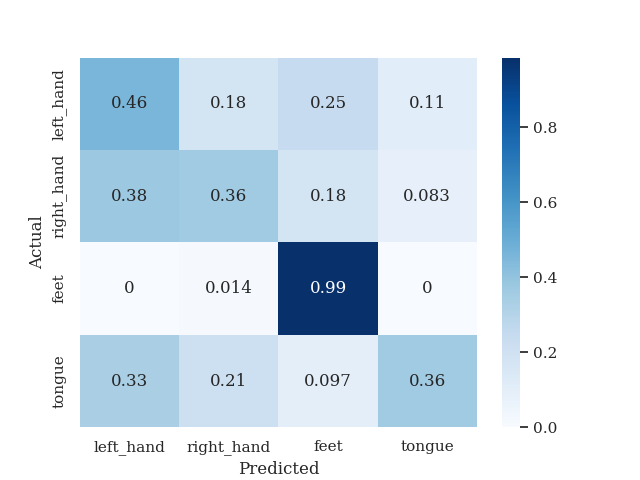 left_hand 0.46 0.18 0.25 0.11
right_hand 0.38 0.36 0.18 0.083
feet 0 0.014 0.99 0
tongue 0.33 0.21 0.097 0.36
left_hand right_hand feet tongue
Predicted
Actual
0.8
0.6
0.4
0.2
0.0